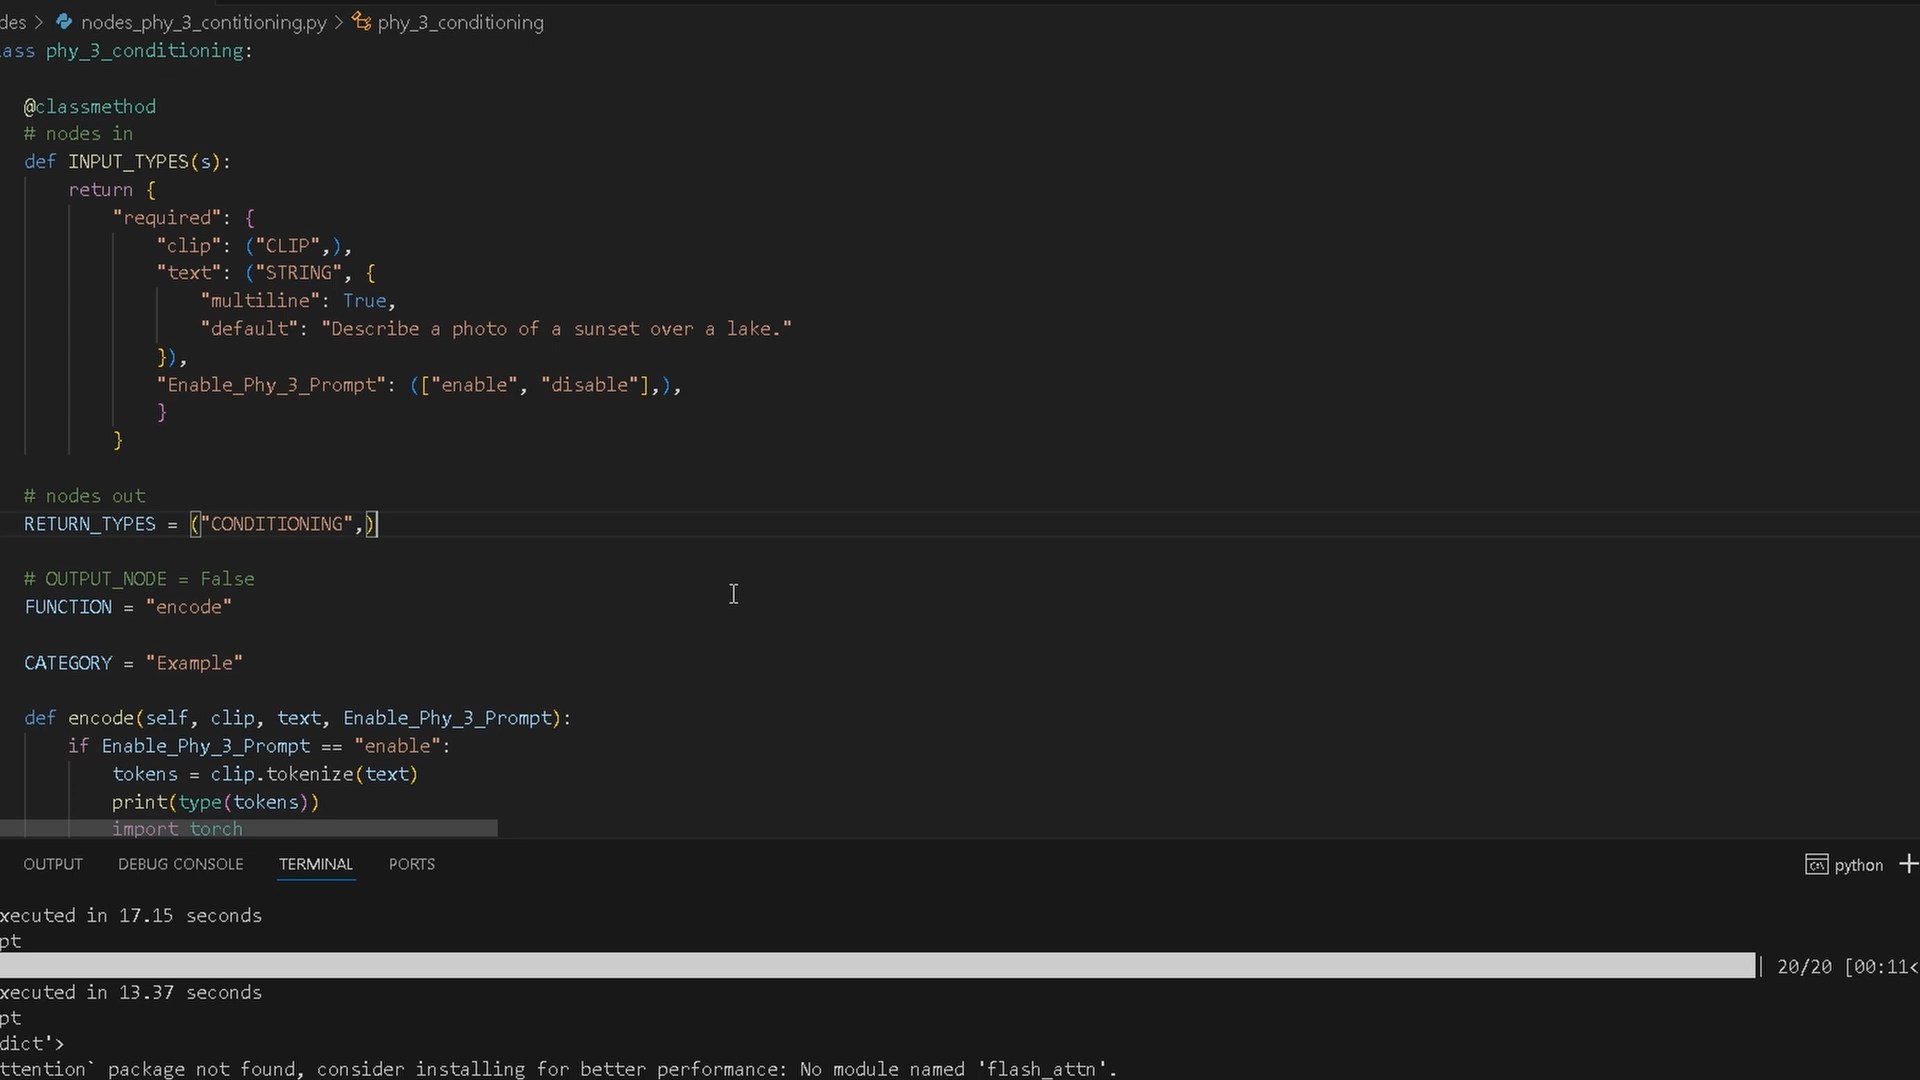 des > nodes_phy_3_contitioning.py > phy_3_conditioning
ass phy_3_conditioning:
@classmethod
# nodes in
def INPUT_TYPES(s):
return {
"required": {
"clip": ("CLIP",),
"text": ("STRING", {
"multiline": True,
"default": "Describe a photo of a sunset over a lake."
}),
"Enable_Phy_3_Prompt": (["enable", "disable"],),
}
}
# nodes out
RETURN_TYPES = ("CONDITIONING",)
# OUTPUT_NODE = False
FUNCTION = "encode"
CATEGORY = "Example"
def encode(self, clip, text, Enable_Phy_3_Prompt):
if Enable_Phy_3_Prompt == "enable":
tokens = clip.tokenize(text)
print(type(tokens))
import torch
OUTPUT DEBUG CONSOLE TERMINAL PORTS
python +
xecuted in 17.15 seconds
pt
| 20/20 [00:11<
xecuted in 13.37 seconds
pt
dict'>
ttention` package not found, consider installing for better performance: No module named 'flash_attn'.